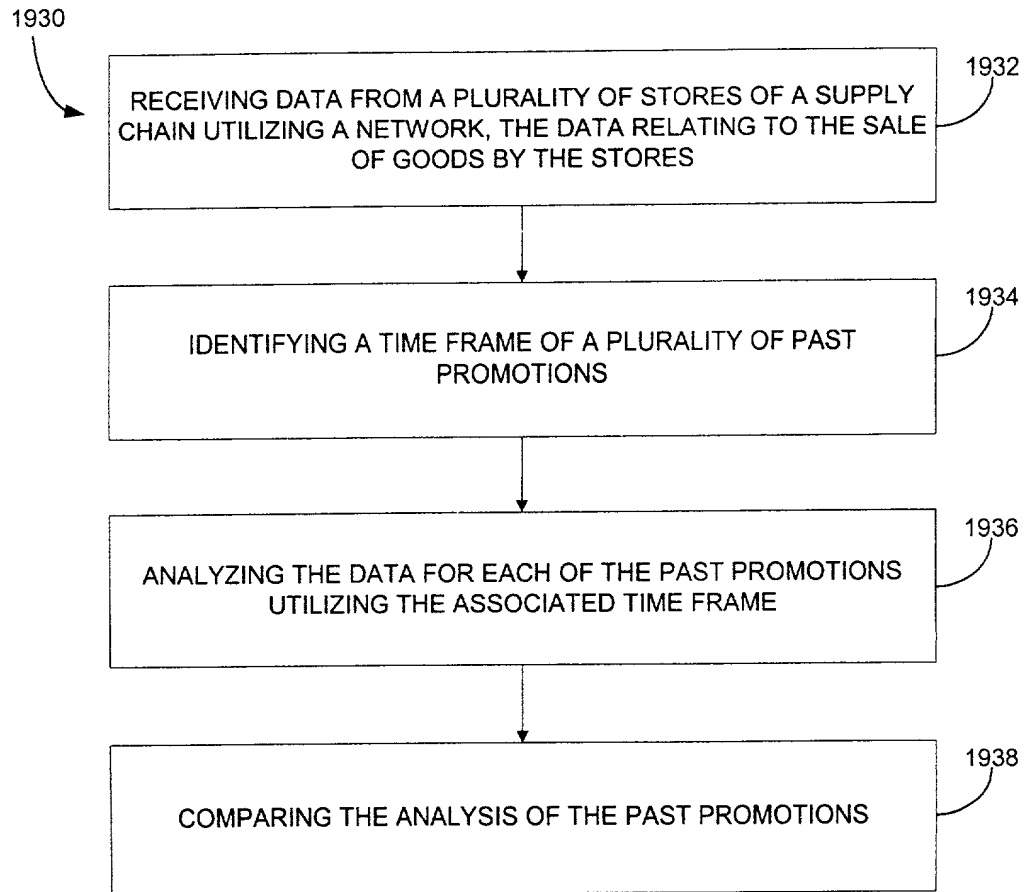 1930
1932
RECEIVING DATA FROM A PLURALITY OF STORES OF A SUPPLY
CHAIN UTILIZING A NETWORK, THE DATA RELATING TO THE SALE
OF GOODS BY THE STORES
1934
IDENTIFYING A TIME FRAME OF A PLURALITY OF PAST
PROMOTIONS
1936
ANALYZING THE DATA FOR EACH OF THE PAST PROMOTIONS
UTILIZING THE ASSOCIATED TIME FRAME
1938
COMPARING THE ANALYSIS OF THE PAST PROMOTIONS